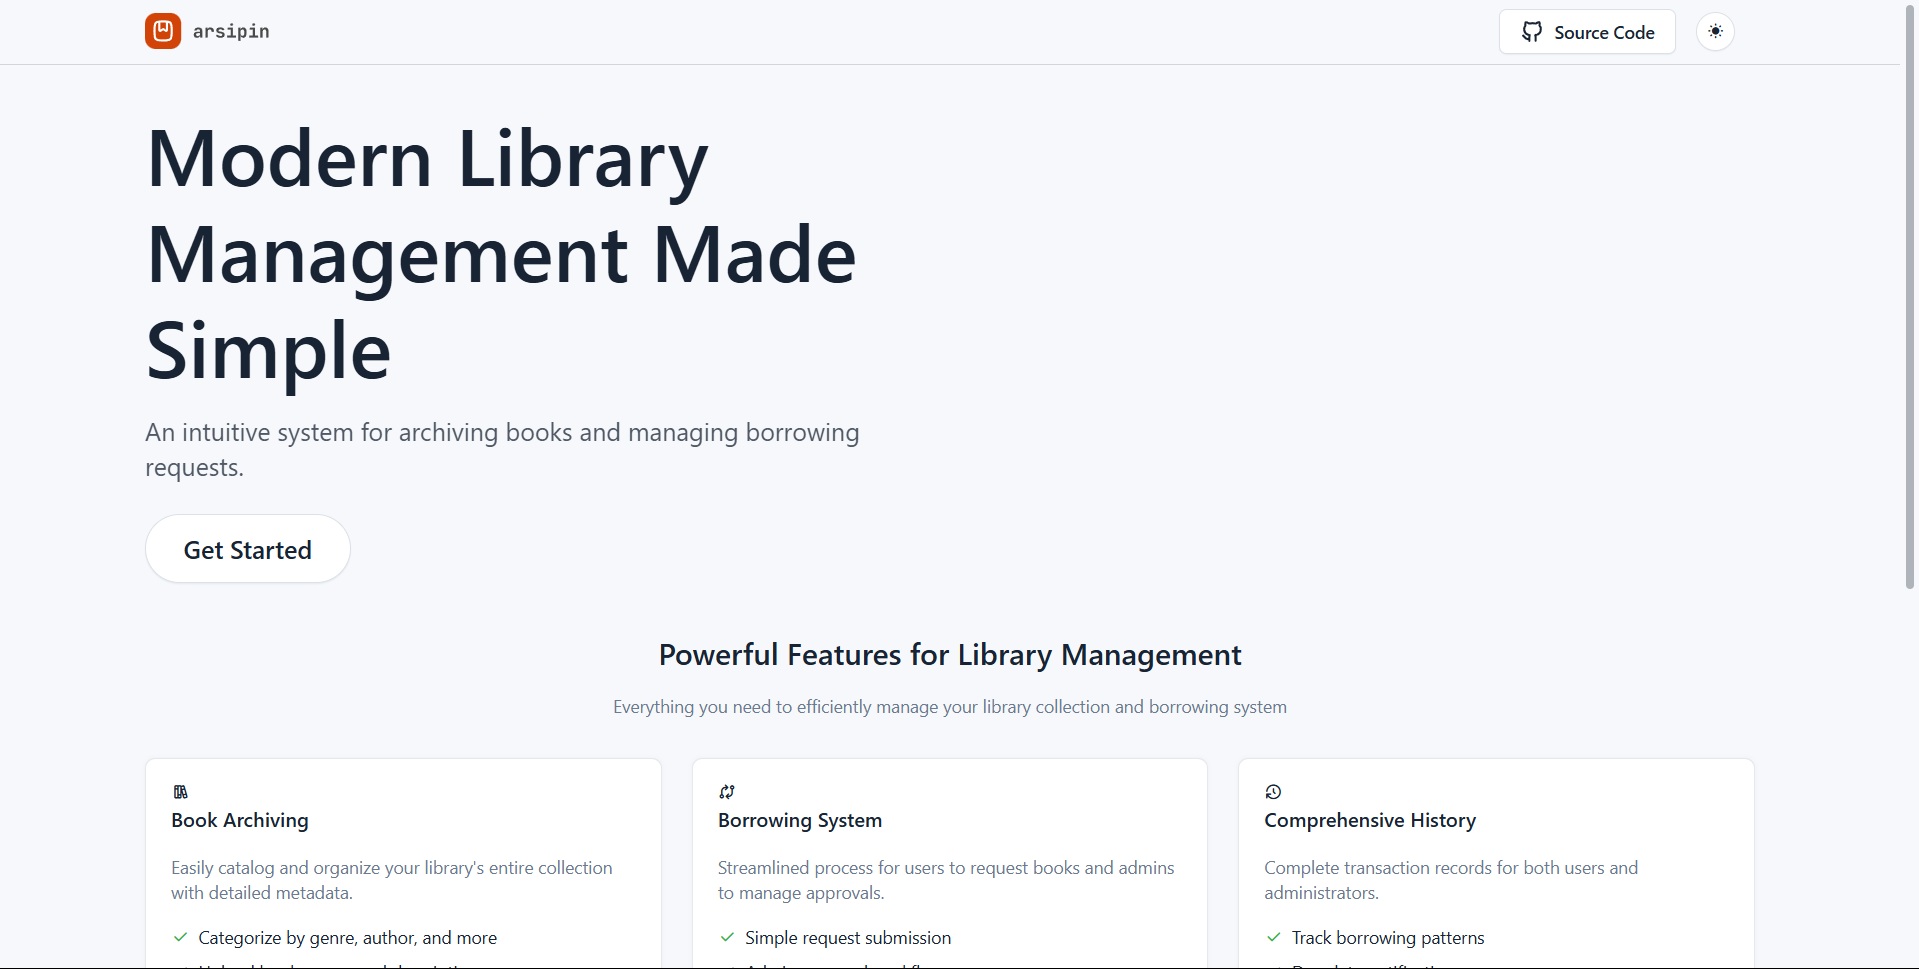 arsipin
Source Code
Modern Library
Management Made
Simple
An intuitive system for archiving books and managing borrowing
requests.
Get Started
Powerful Features for Library Management
Everything you need to efficiently manage your library collection and borrowing system
Book Archiving
Easily catalog and organize your library's entire collection
with detailed metadata.
Categorize by genre, author, and more
Borrowing System
Streamlined process for users to request books and admins
to manage approvals.
Simple request submission
Comprehensive History
Complete transaction records for both users and
administrators.
Track borrowing patterns